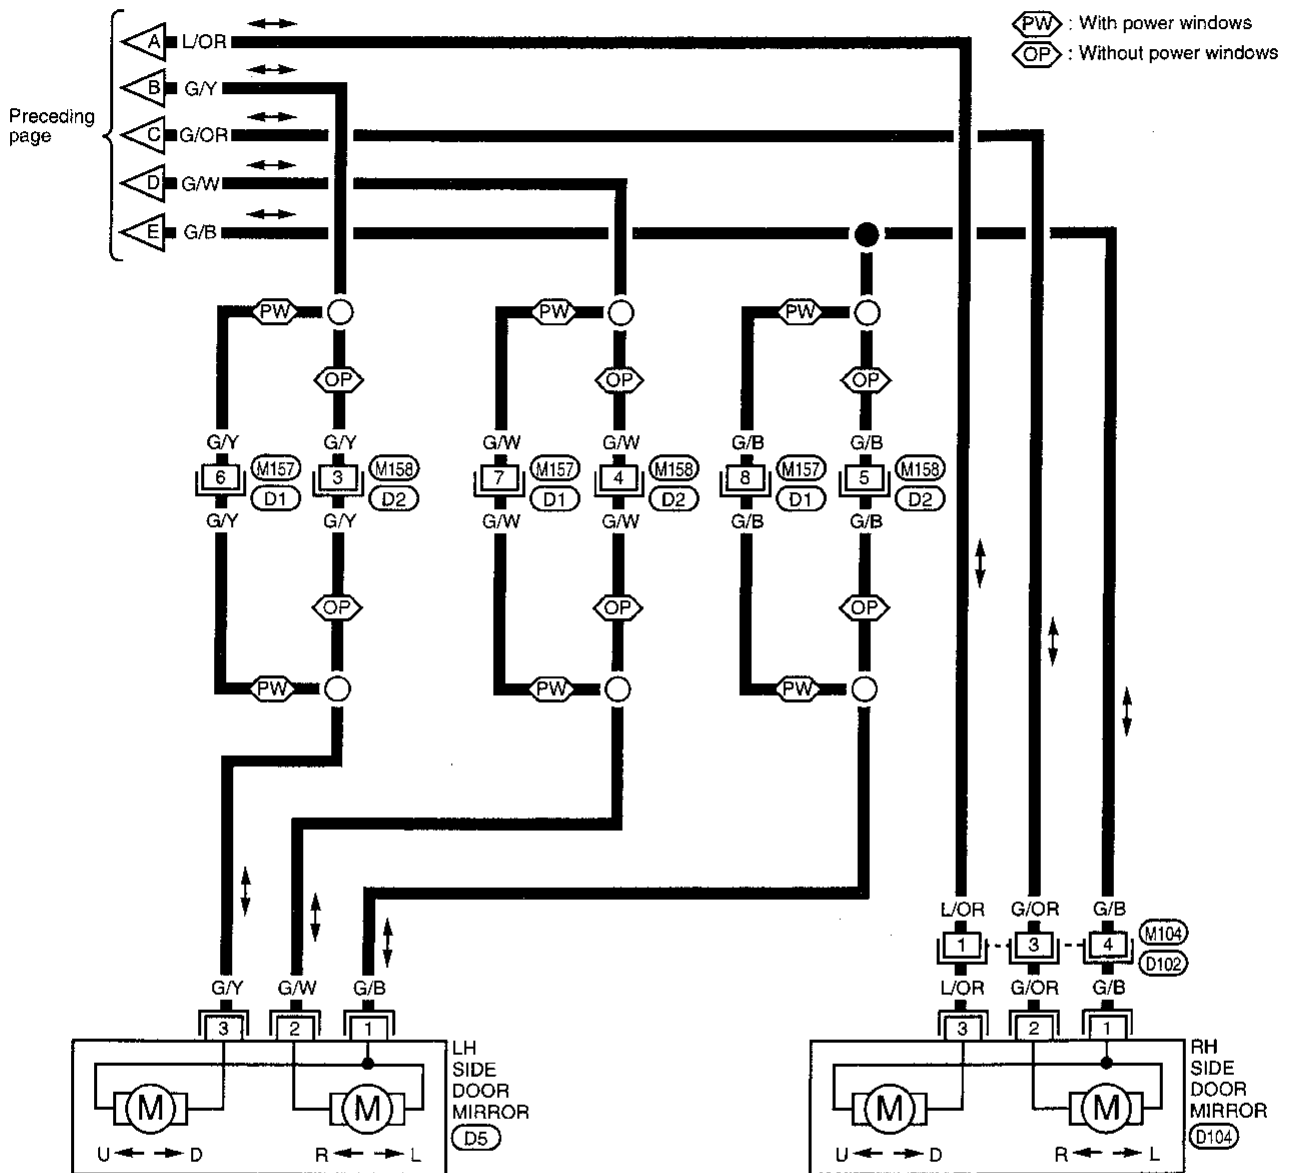 PW : With power windows
OP : Without power windows
Preceding page
A L/OR
B G/Y
C G/OR
D G/W
E G/B
PW PW PW
OP OP OP
G/Y G/Y G/W G/W G/B G/B
6 M157 3 M158 7 M157 4 M158 8 M157 5 M158
D1 D2 D1 D2 D1 D2
G/Y G/Y G/W G/W G/B G/B
OP OP OP
PW PW PW
L/OR G/OR G/B
1 3 4 M104
D102
L/OR G/OR G/B
G/Y G/W G/B
3 2 1
3 2 1
LH
SIDE
DOOR
MIRROR
D5
M M
U D R L
RH
SIDE
DOOR
MIRROR
D104
M M
U D R L